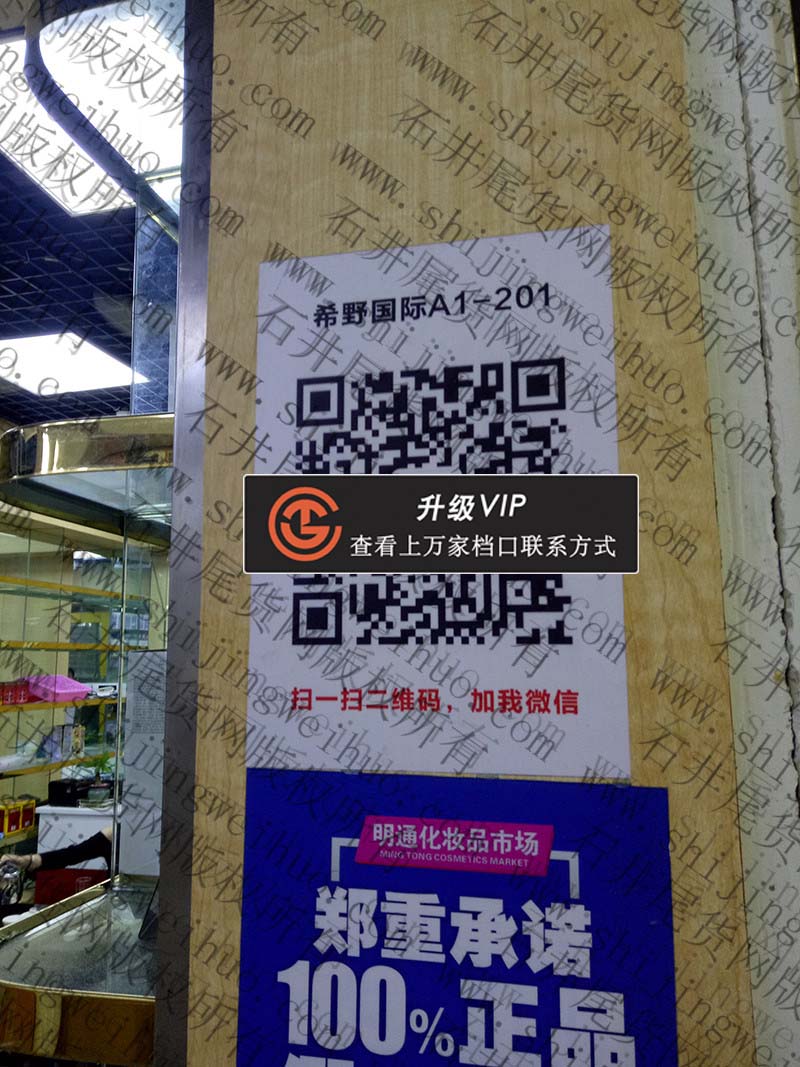 希野国际A1-201
升级VIP
查看上万家档口联系方式
扫一扫二维码，加我微信
明通化妆品市场
MING TONG COSMETICS MARKET
郑重承诺
100%正品
www.shijingweihuo.com
石井尾货网版权所有